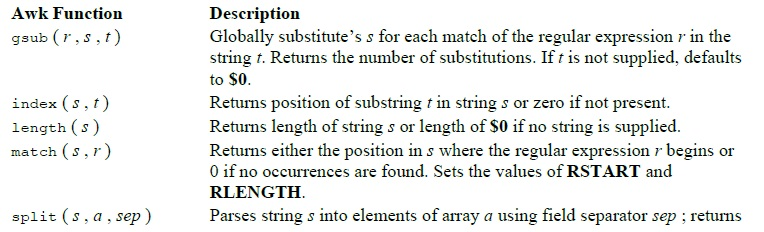 Awk Function Description
gsub (r,s,t) Globally substitute's s for each match of the regular expression r in the
string t. Returns the number of substitutions. If t is not supplied, defaults
to $0.
index (s,t) Returns position of substring t in string s or zero if not present.
length (s) Returns length of string s or length of $0 if no string is supplied.
match (s,r) Returns either the position in s where the regular expression r begins or
0 if no occurrences are found. Sets the values of RSTART and
RLENGTH.
split (s,a,sep) Parses string s into elements of array a using field separator sep ; returns